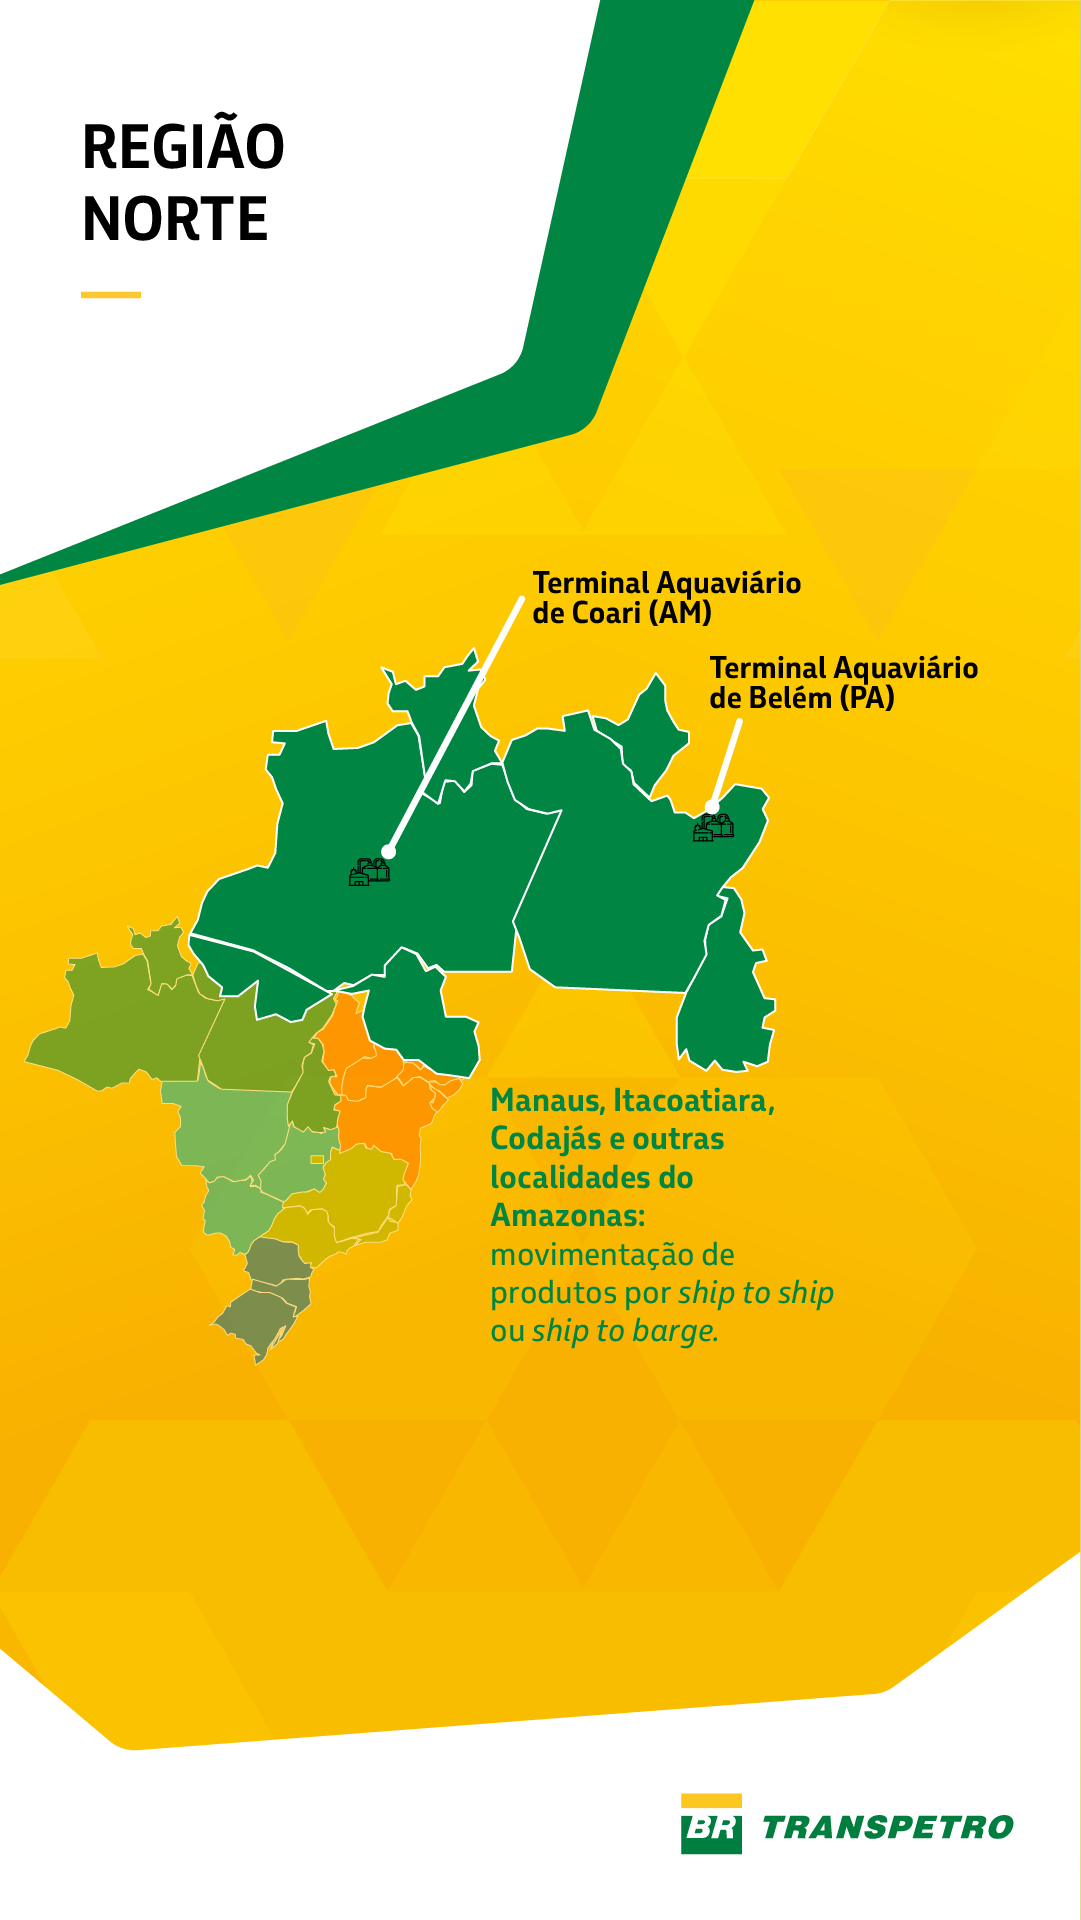 REGIÃO
NORTE
Terminal Aquaviário
de Coari (AM)
Terminal Aquaviário
de Belém (PA)
Manaus, Itacoatiara,
Codajás e outras
localidades do
Amazonas:
movimentação de
produtos por ship to ship
ou ship to barge.
BR TRANSPETRO